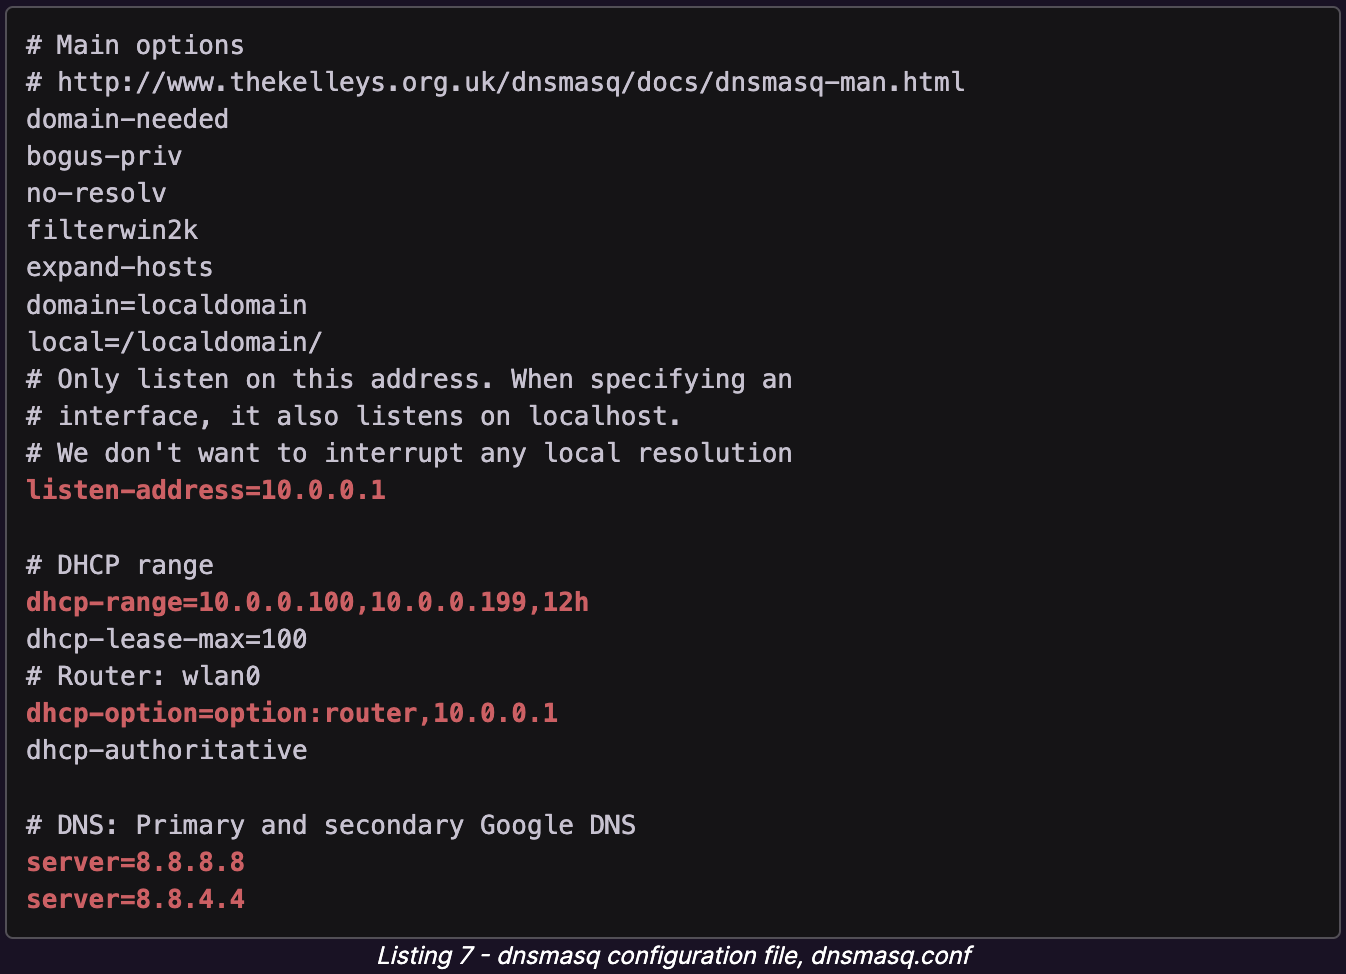 # Main options
# http://www.thekelleys.org.uk/dnsmasq/docs/dnsmasq-man.html
domain-needed
bogus-priv
no-resolv
filterwin2k
expand-hosts
domain=localdomain
local=/localdomain/
# Only listen on this address. When specifying an
# interface, it also listens on localhost.
# We don't want to interrupt any local resolution
listen-address=10.0.0.1
# DHCP range
dhcp-range=10.0.0.100,10.0.0.199,12h
dhcp-lease-max=100
# Router: wlan0
dhcp-option=option:router,10.0.0.1
dhcp-authoritative
# DNS: Primary and secondary Google DNS
server=8.8.8.8
server=8.8.4.4
Listing 7 - dnsmasq configuration file, dnsmasq.conf